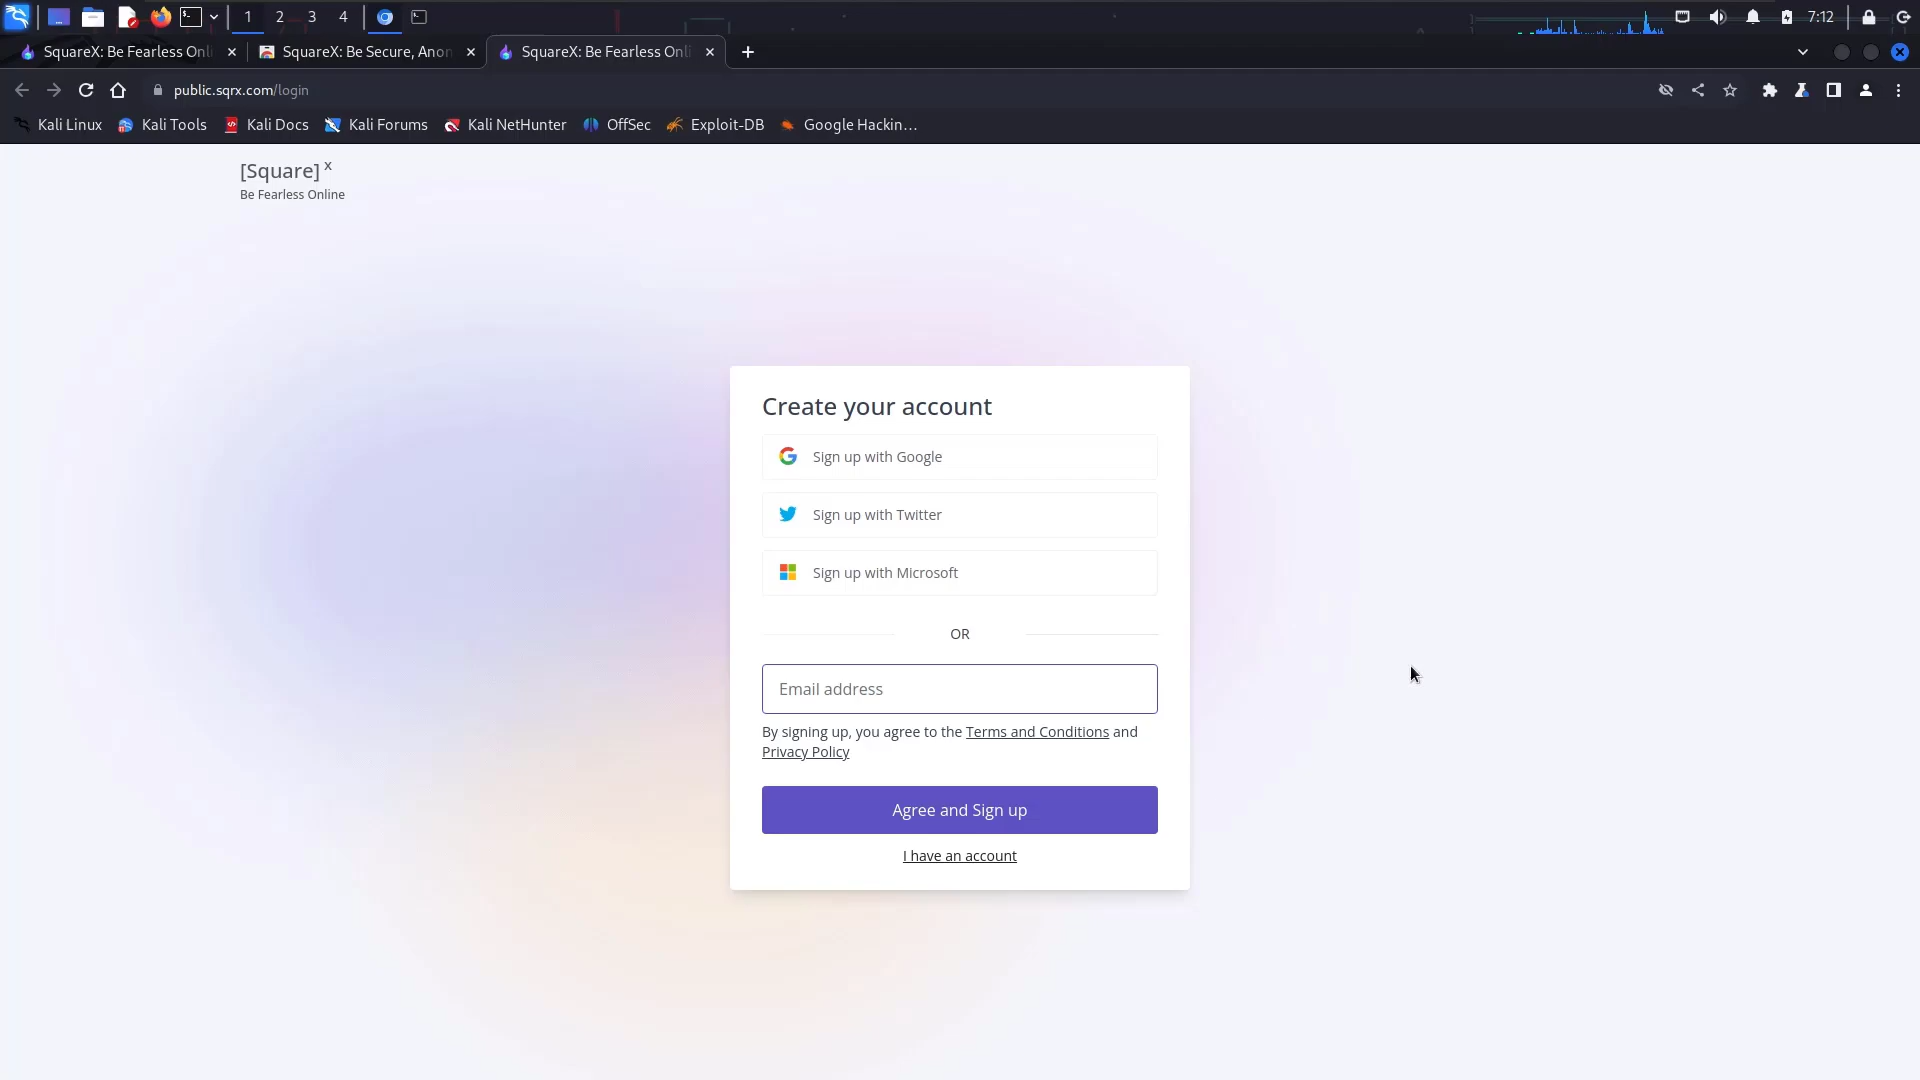 1 2 3 4 7:12
SquareX: Be Fearless Onli SquareX: Be Secure, Anon SquareX: Be Fearless Onli
public.sqrx.com/login
Kali Linux Kali Tools Kali Docs Kali Forums Kali NetHunter OffSec Exploit-DB Google Hackin...
[Square] x
Be Fearless Online
Create your account
Sign up with Google
Sign up with Twitter
Sign up with Microsoft
OR
Email address
By signing up, you agree to the Terms and Conditions and
Privacy Policy
Agree and Sign up
I have an account